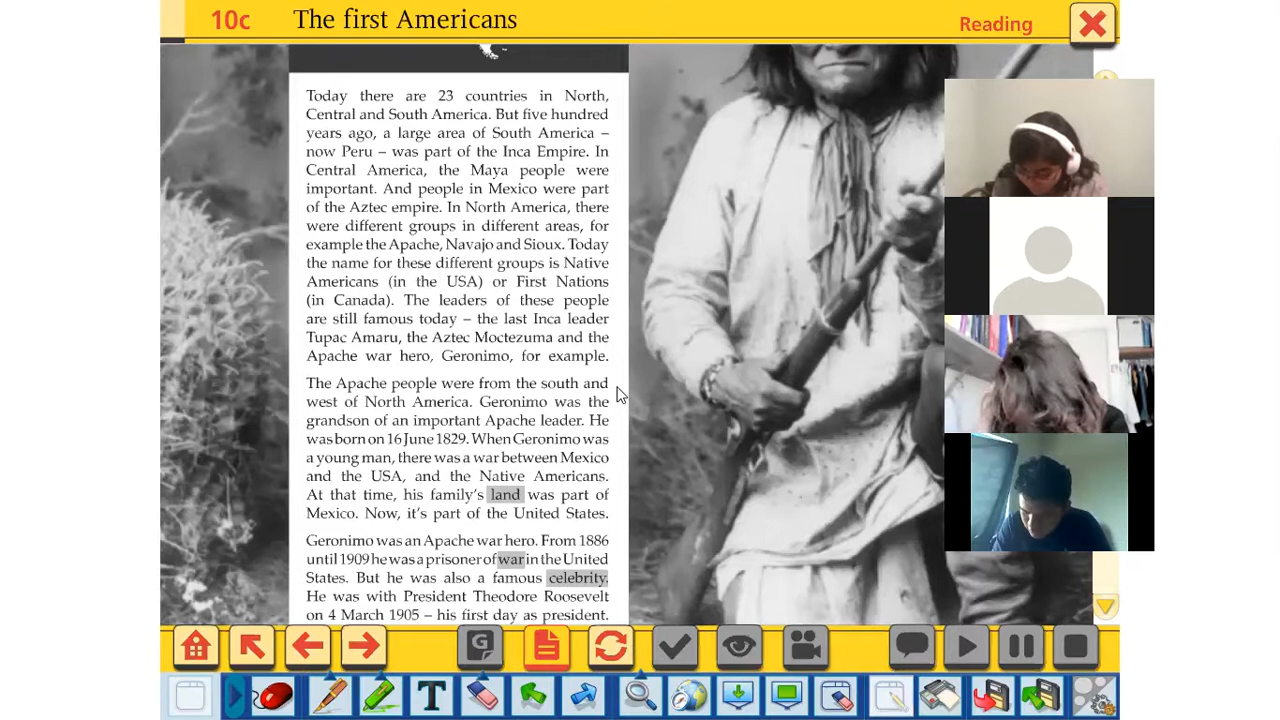 10c The first Americans
Reading
Today there are 23 countries in North,
Central and South America. But five hundred
years ago, a large area of South America –
now Peru – was part of the Inca Empire. In
Central America, the Maya people were
important. And people in Mexico were part
of the Aztec empire. In North America, there
were different groups in different areas, for
example the Apache, Navajo and Sioux. Today
the name for these different groups is Native
Americans (in the USA) or First Nations
(in Canada). The leaders of these people
are still famous today – the last Inca leader
Tupac Amaru, the Aztec Moctezuma and the
Apache war hero, Geronimo, for example.
The Apache people were from the south and
west of North America. Geronimo was the
grandson of an important Apache leader. He
was born on 16 June 1829. When Geronimo was
a young man, there was a war between Mexico
and the USA, and the Native Americans.
At that time, his family's land was part of
Mexico. Now, it's part of the United States.
Geronimo was an Apache war hero. From 1886
until 1909 he was a prisoner of war in the United
States. But he was also a famous celebrity.
He was with President Theodore Roosevelt
on 4 March 1905 – his first day as president.
G
T